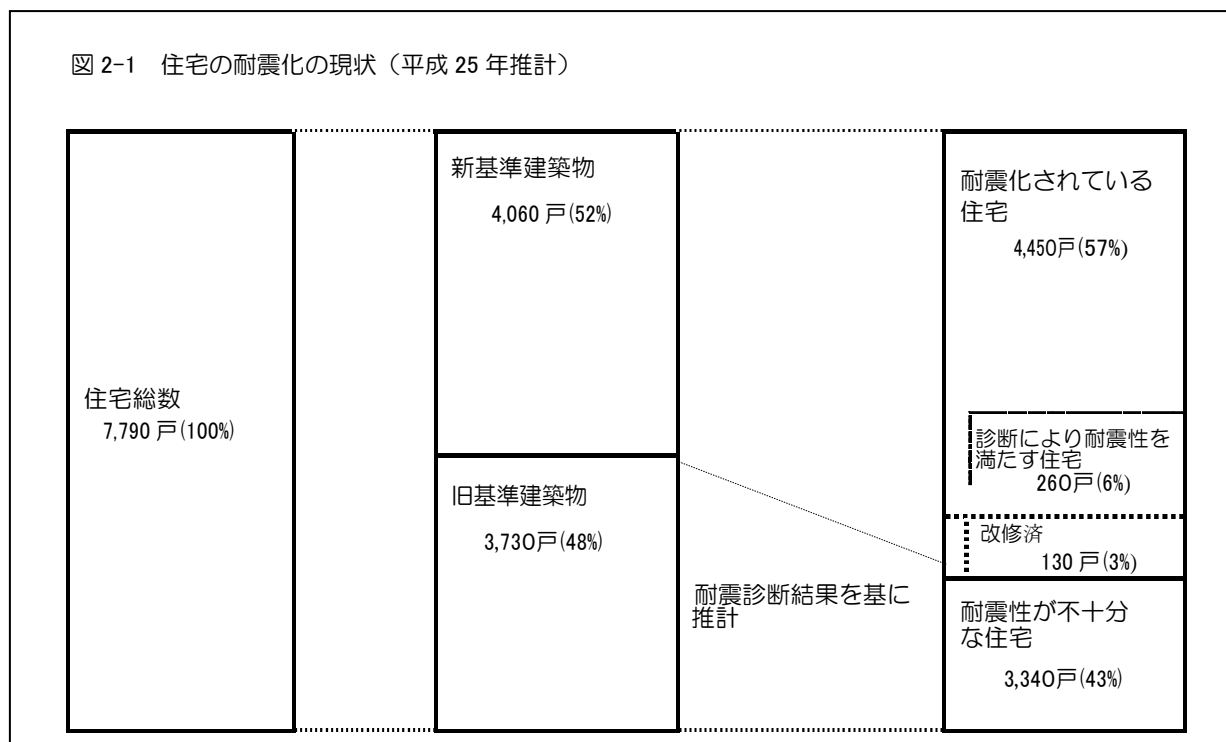 図 2-1 住宅の耐震化の現状（平成 25 年推計）
住宅総数
7,790 戸(100%)
新基準建築物
4,060 戸(52%)
旧基準建築物
3,730戸(48%)
耐震診断結果を基に
推計
耐震化されている
住宅
4,450戸(57%)
診断により耐震性を
満たす住宅
260戸(6%)
改修済
130 戸(3%)
耐震性が不十分
な住宅
3,340戸(43%)